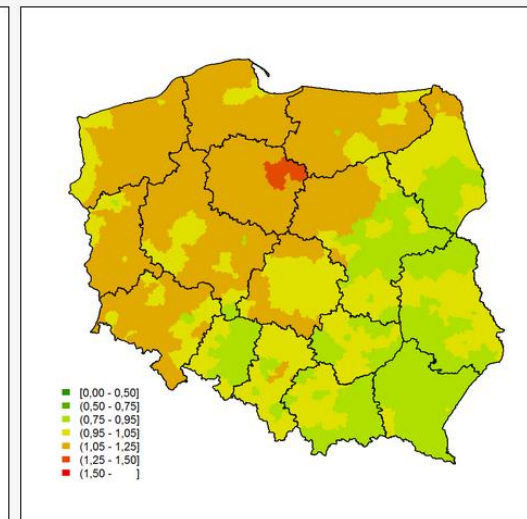 [0,00 - 0,50]
(0,50 - 0,75]
(0,75 - 0,95]
(0,95 - 1,05]
(1,05 - 1,25]
(1,25 - 1,50]
(1,50 - ]